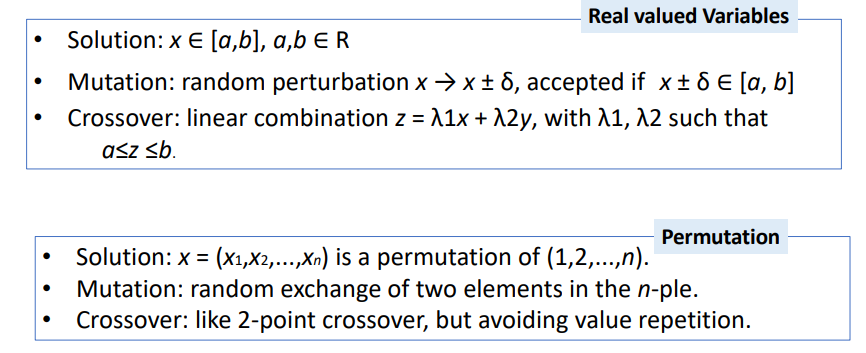 Real valued Variables
• Solution: x ∈ [a,b], a,b ∈ R
• Mutation: random perturbation x → x ± δ, accepted if x ± δ ∈ [a, b]
• Crossover: linear combination z = λ1x + λ2y, with λ1, λ2 such that
a≤z ≤b.
Permutation
• Solution: x = (x1,x2,...,xn) is a permutation of (1,2,...,n).
• Mutation: random exchange of two elements in the n-ple.
• Crossover: like 2-point crossover, but avoiding value repetition.